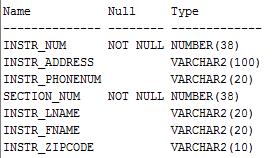 Name           Null     Type
-------------- -------- -------------
INSTR_NUM      NOT NULL NUMBER(38)
INSTR_ADDRESS           VARCHAR2(100)
INSTR_PHONENUM          VARCHAR2(20)
SECTION_NUM    NOT NULL NUMBER(38)
INSTR_LNAME             VARCHAR2(20)
INSTR_FNAME             VARCHAR2(20)
INSTR_ZIPCODE           VARCHAR2(10)